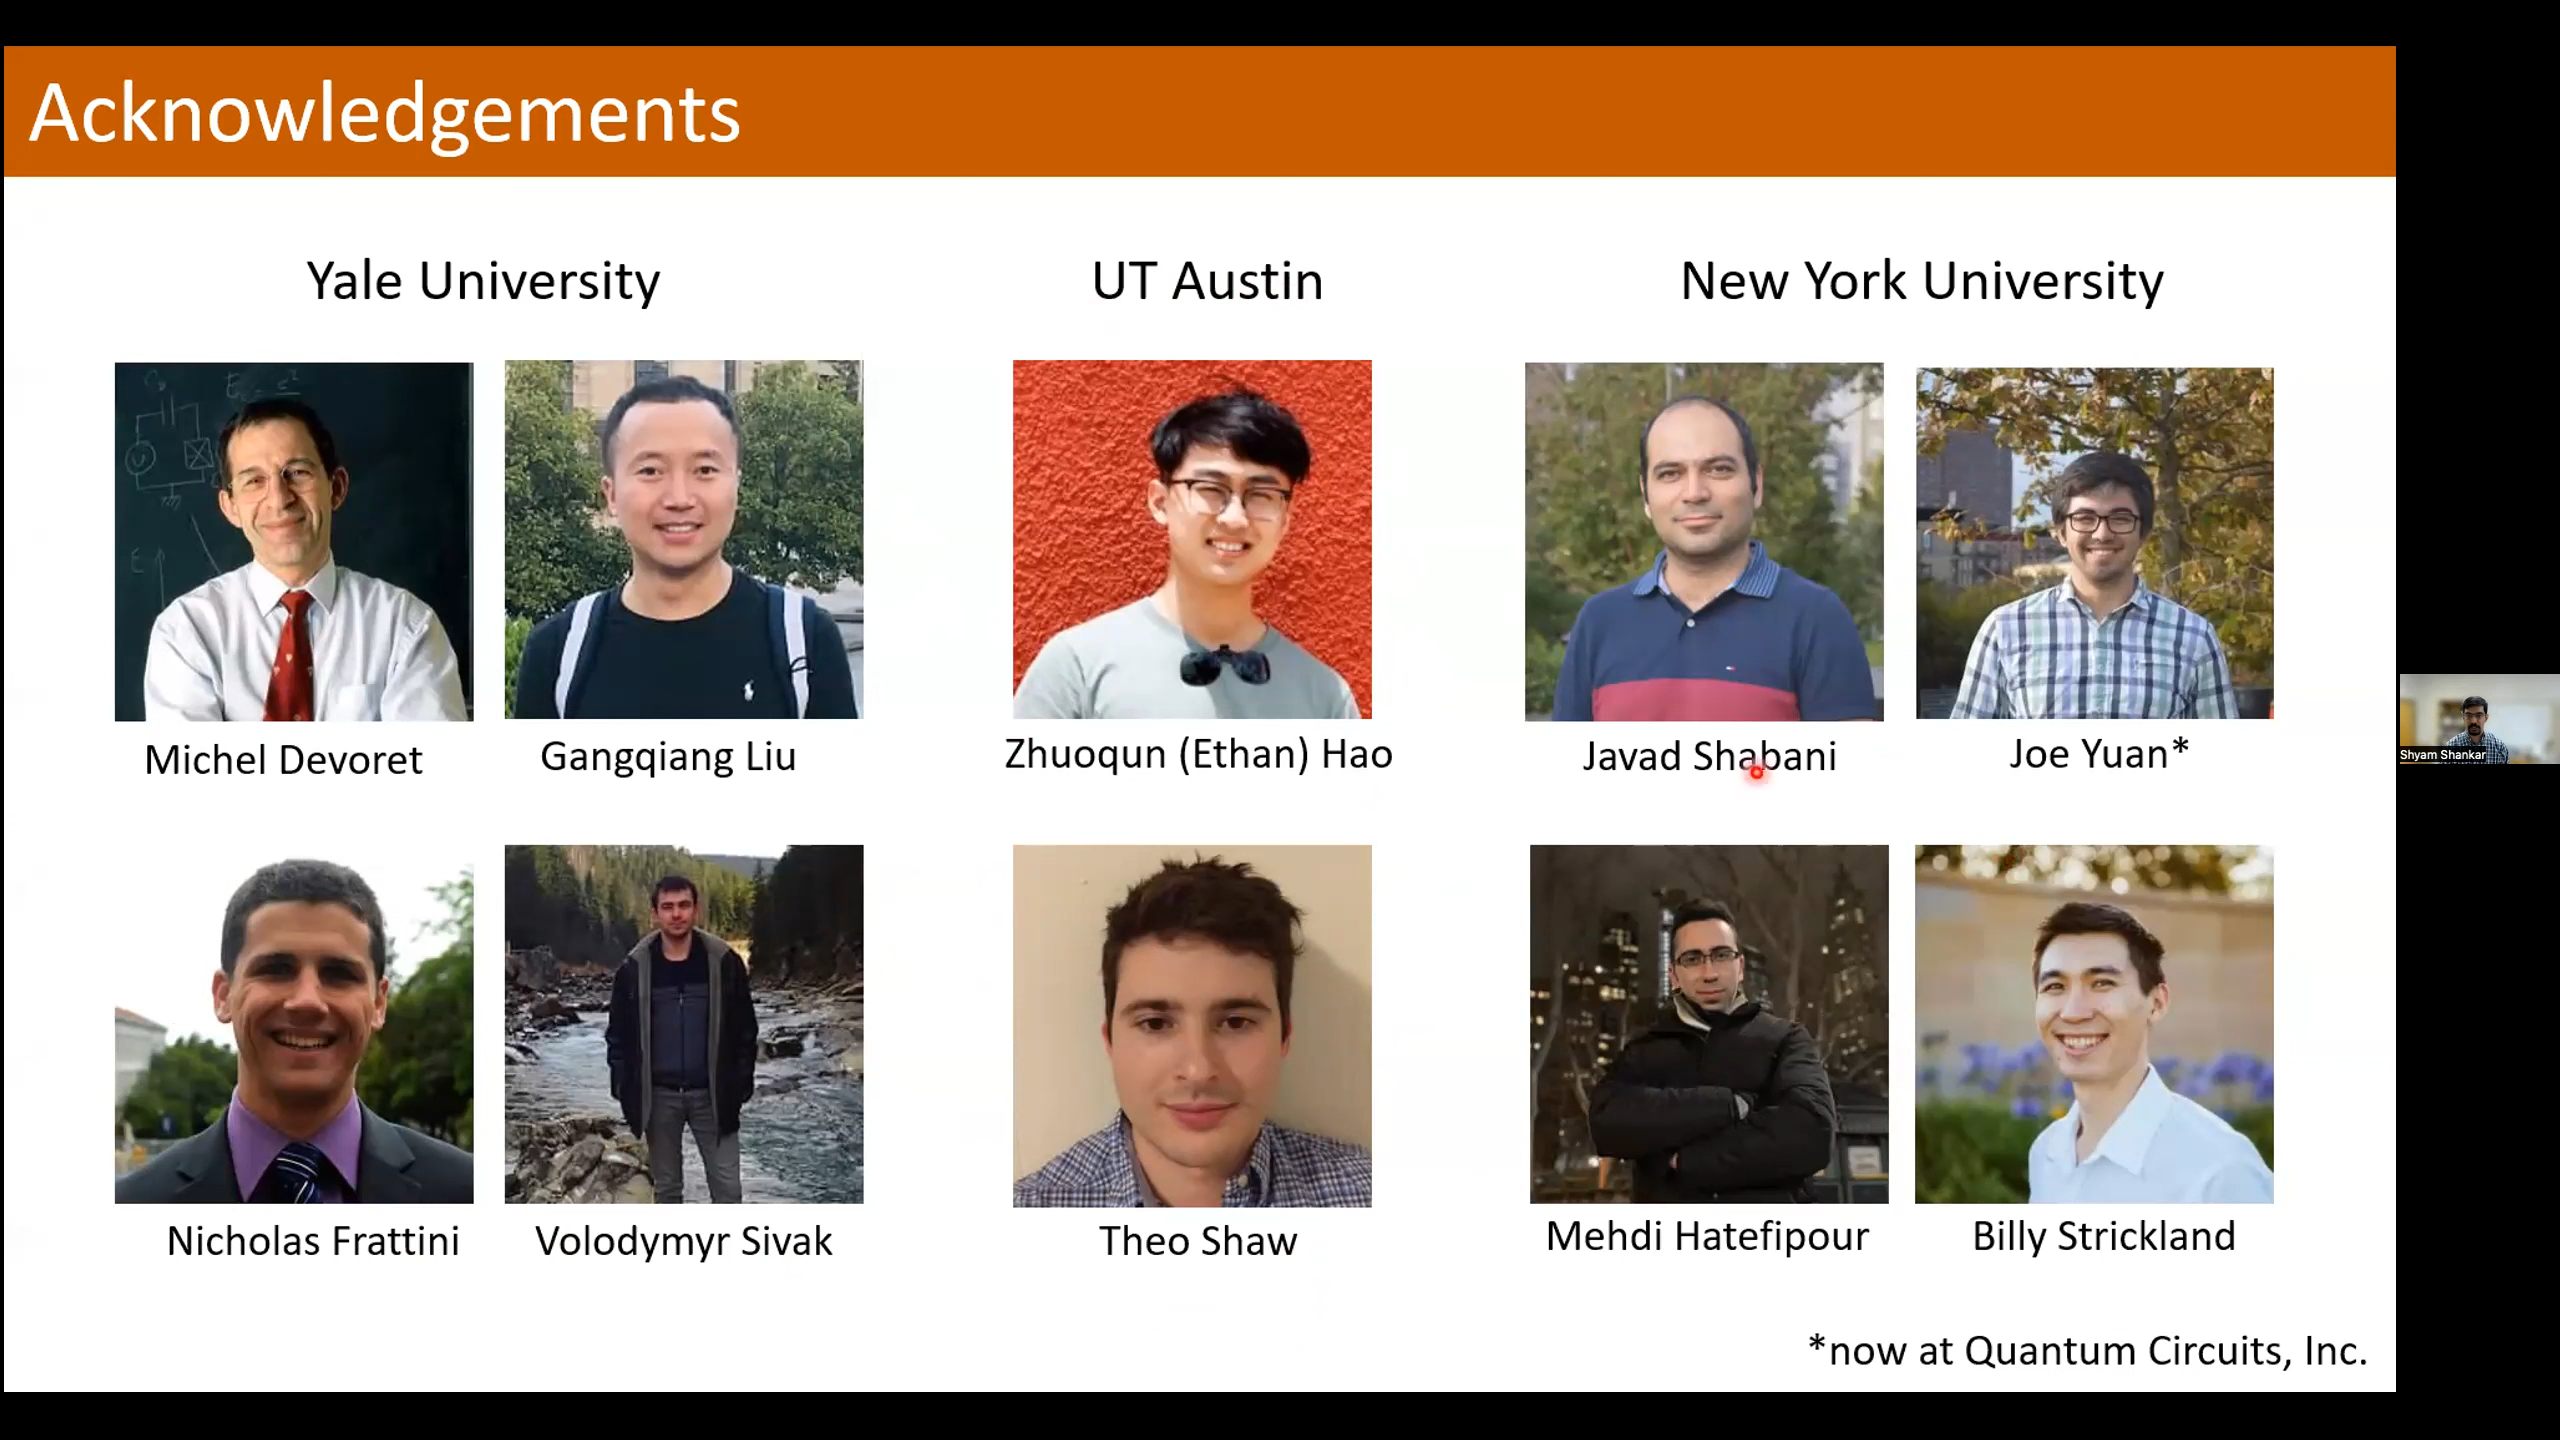 Acknowledgements
Yale University
UT Austin
New York University
Michel Devoret
Gangqiang Liu
Zhuoqun (Ethan) Hao
Javad Shabani
Joe Yuan*
Shyam Shankar
Nicholas Frattini
Volodymyr Sivak
Theo Shaw
Mehdi Hatefipour
Billy Strickland
*now at Quantum Circuits, Inc.